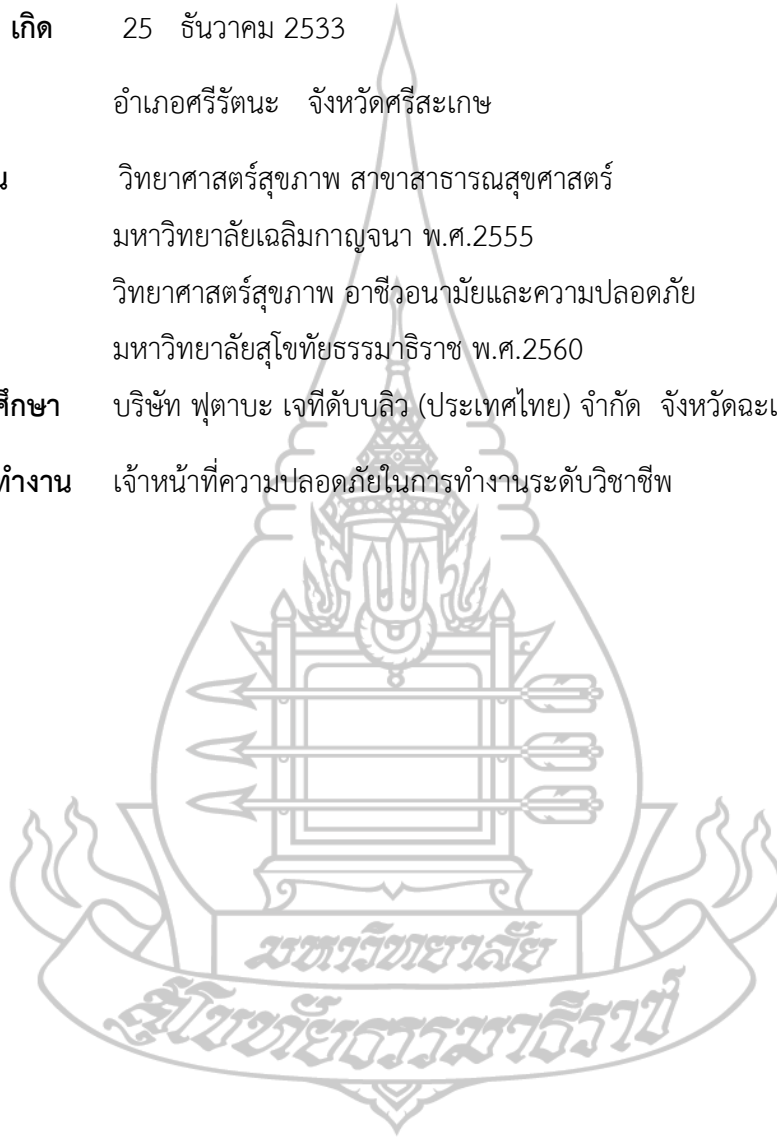 เกิด 25 ธันวาคม 2533
อำเภอศรีรัตนะ จังหวัดศรีสะเกษ
วิทยาศาสตร์สุขภาพ สาขาสาธารณสุขศาสตร์
มหาวิทยาลัยเฉลิมกาญจนา พ.ศ.2555
วิทยาศาสตร์สุขภาพ อาชีวอนามัยและความปลอดภัย
มหาวิทยาลัยสุโขทัยธรรมาธิราช พ.ศ.2560
ศึกษา บริษัท ฟุตาบะ เจทีดับบลิว (ประเทศไทย) จำกัด จังหวัดฉะเ
ทำงาน เจ้าหน้าที่ความปลอดภัยในการทำงานระดับวิชาชีพ
มหาวิทยาลัย
สุโขทัยธรรมาธิราช